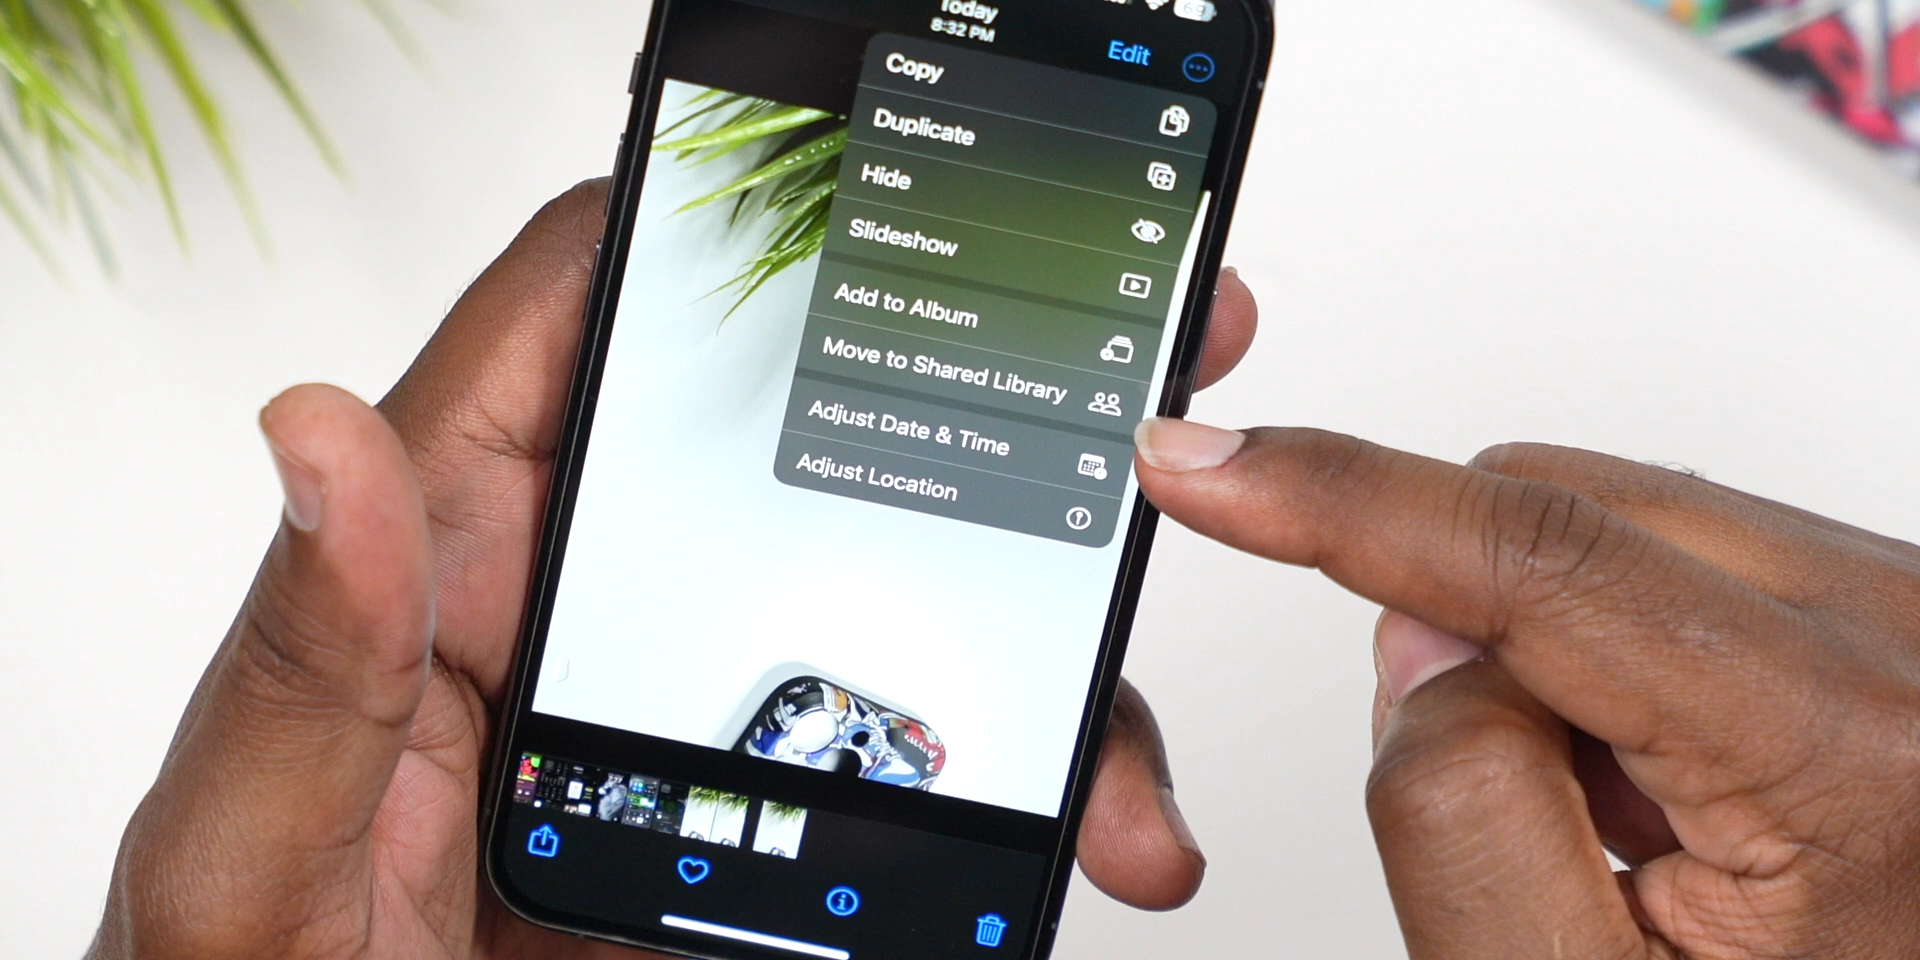 Today
8:32 PM
69
Edit
Copy
Duplicate
Hide
Slideshow
Add to Album
Move to Shared Library
Adjust Date & Time
Adjust Location